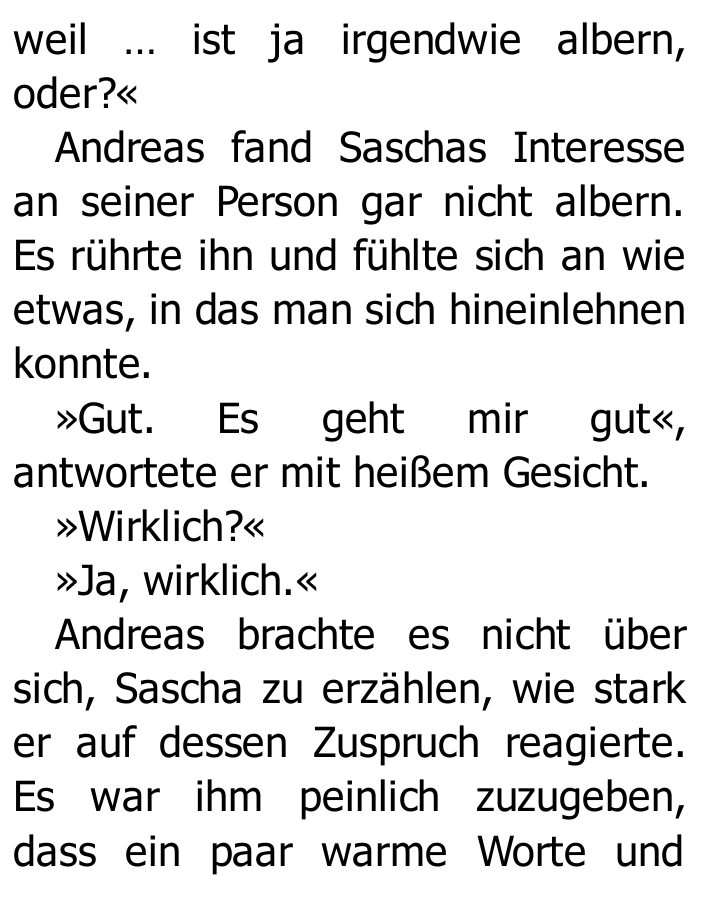 weil … ist ja irgendwie albern,
oder?«
Andreas fand Saschas Interesse
an seiner Person gar nicht albern.
Es rührte ihn und fühlte sich an wie
etwas, in das man sich hineinlehnen
konnte.
»Gut. Es geht mir gut«,
antwortete er mit heißem Gesicht.
»Wirklich?«
»Ja, wirklich.«
Andreas brachte es nicht über
sich, Sascha zu erzählen, wie stark
er auf dessen Zuspruch reagierte.
Es war ihm peinlich zuzugeben,
dass ein paar warme Worte und